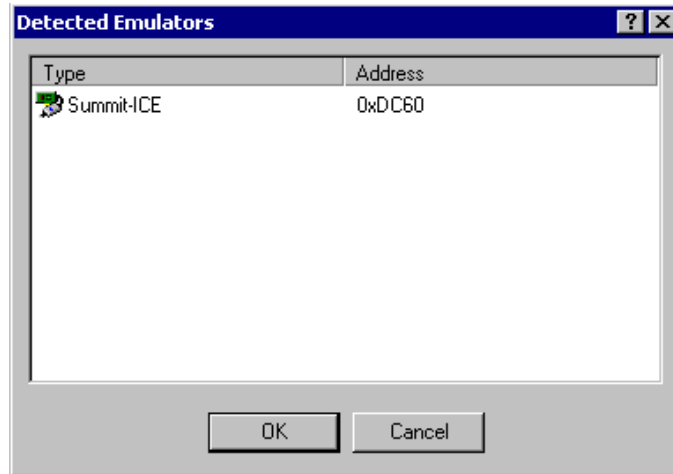 Detected Emulators
Type Address
Summit-ICE 0xDC60
OK Cancel